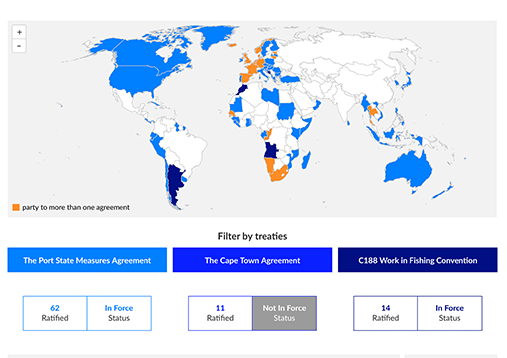 +
-
party to more than one agreement
Filter by treaties
The Port State Measures Agreement
The Cape Town Agreement
C188 Work in Fishing Convention
62
Ratified
In Force
Status
11
Ratified
Not In Force
Status
14
Ratified
In Force
Status